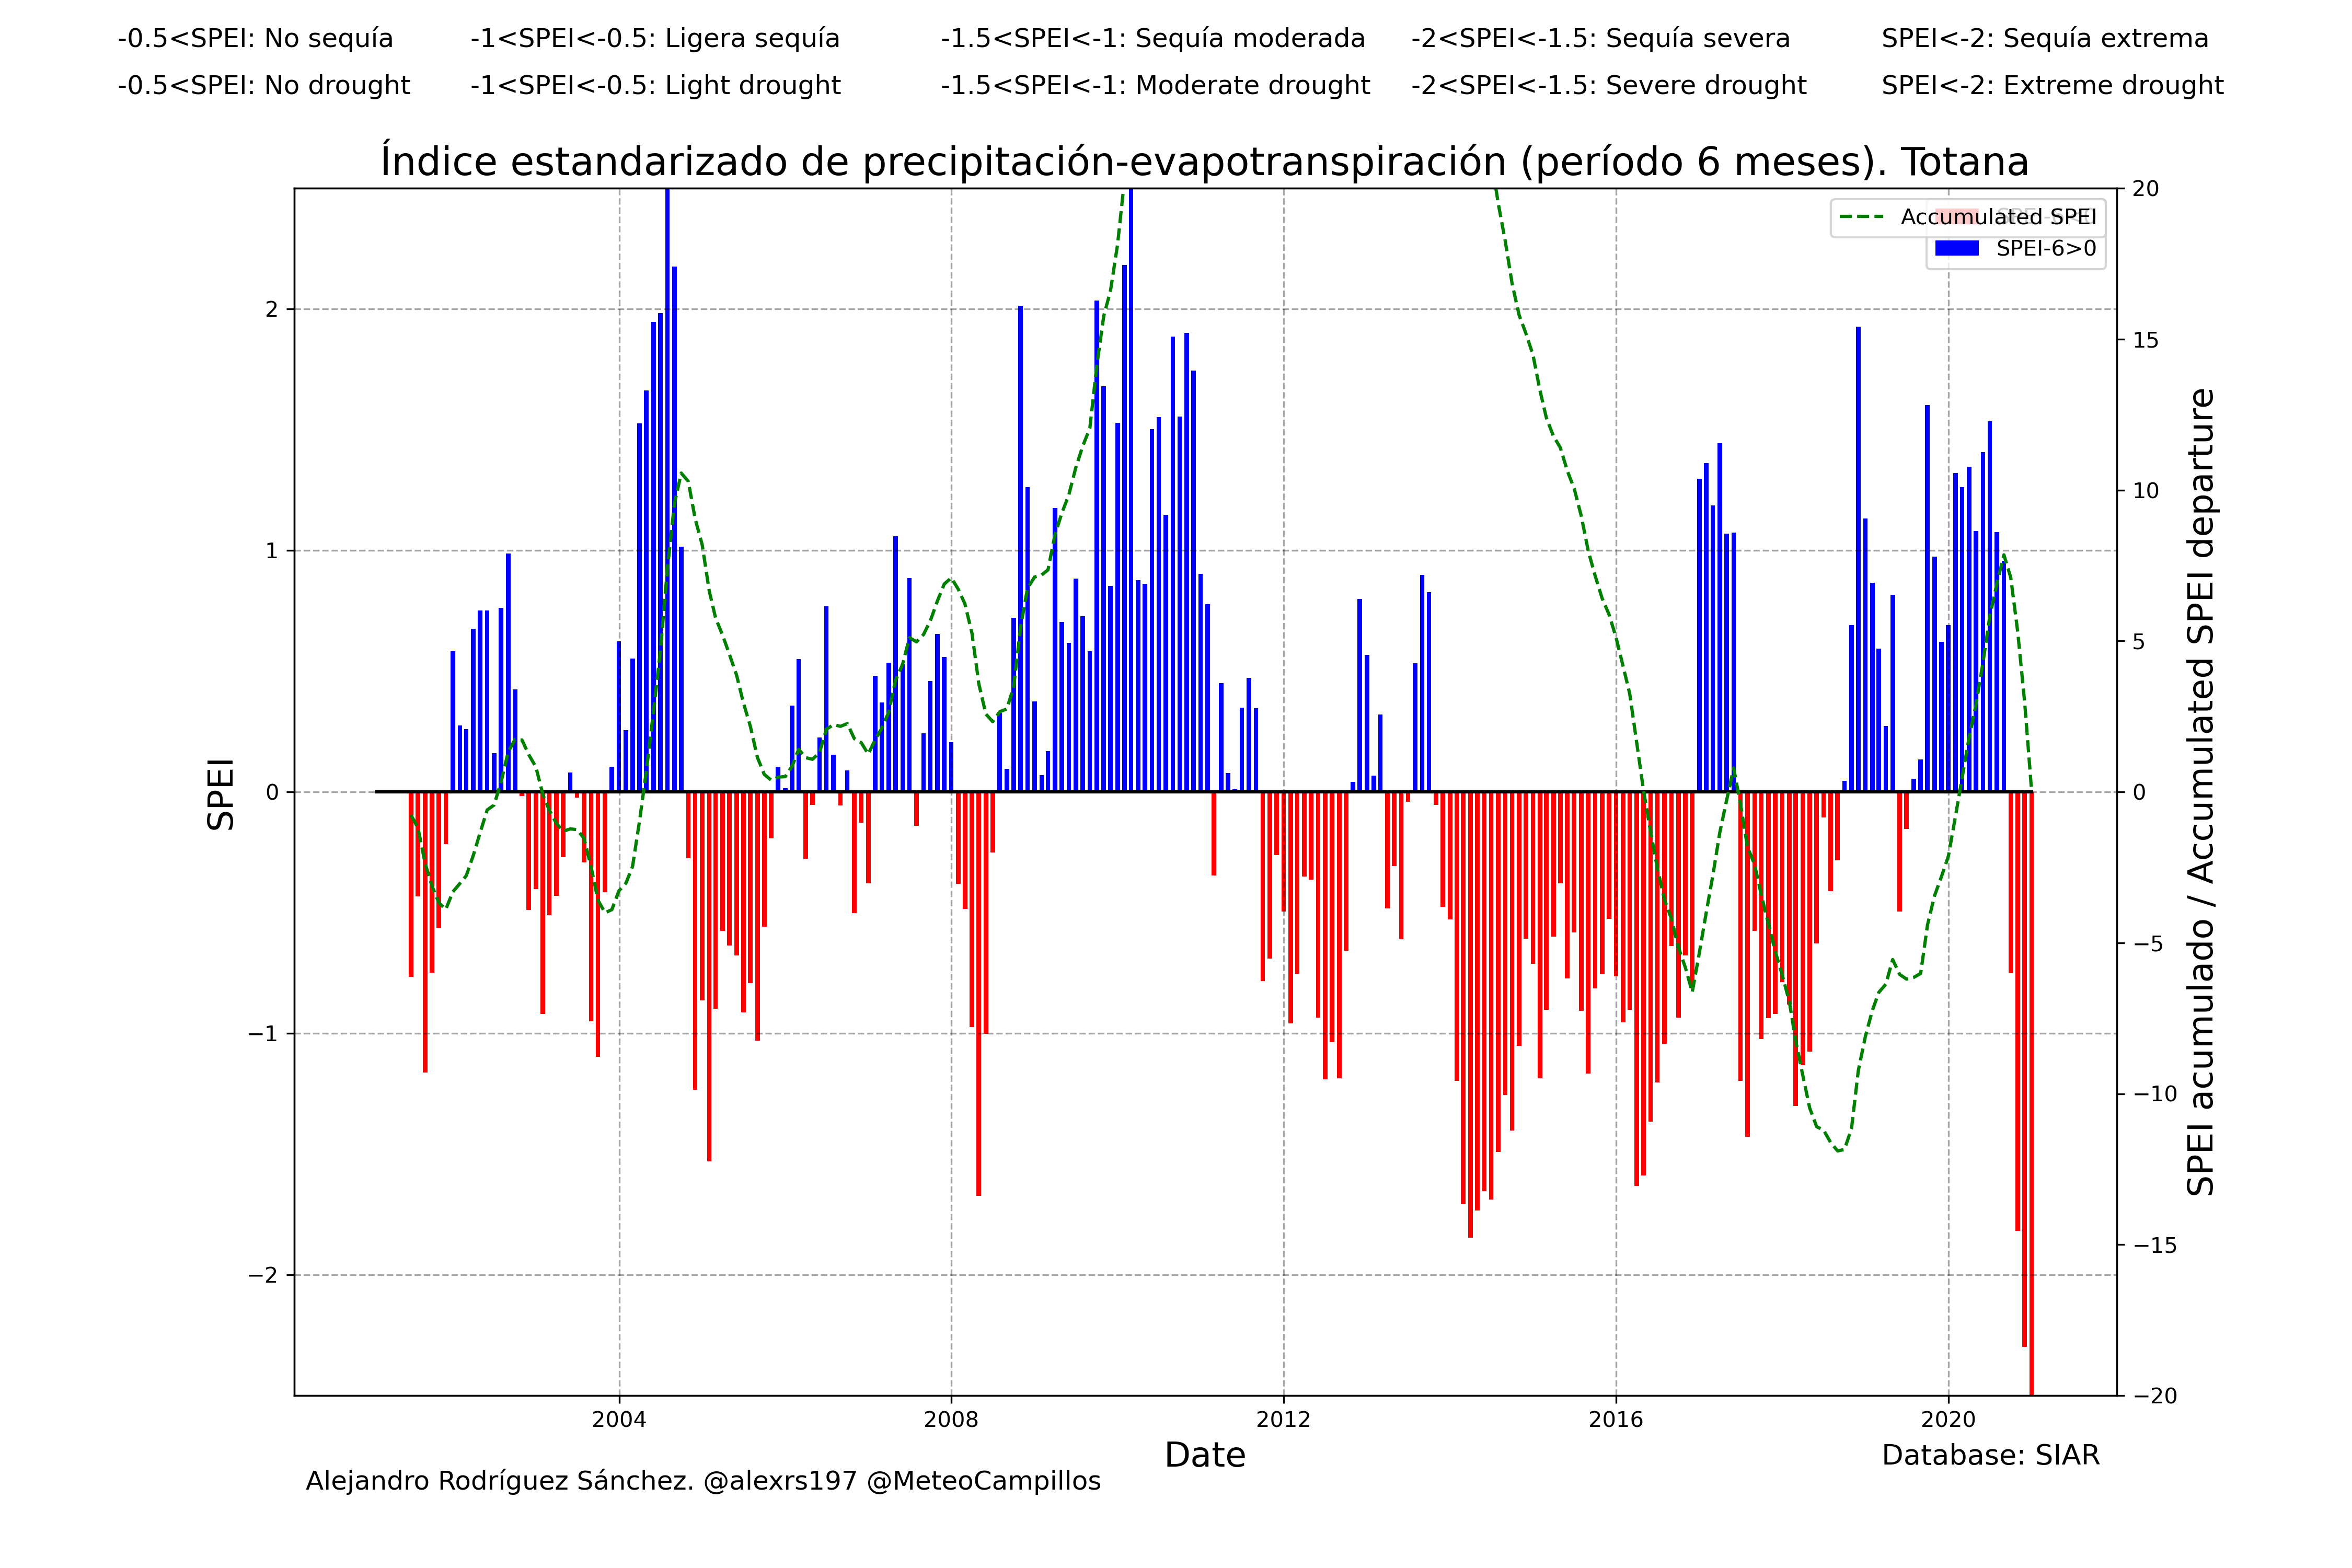 -0.5<SPEI: No sequía -1<SPEI<-0.5: Ligera sequía -1.5<SPEI<-1: Sequía moderada -2<SPEI<-1.5: Sequía severa SPEI<-2: Sequía extrema
-0.5<SPEI: No drought -1<SPEI<-0.5: Light drought -1.5<SPEI<-1: Moderate drought -2<SPEI<-1.5: Severe drought SPEI<-2: Extreme drought
Índice estandarizado de precipitación-evapotranspiración (período 6 meses). Totana
Accumulated SPEI
SPEI-6>0
SPEI
2
1
0
−1
−2
20
15
10
5
0
−5
−10
−15
−20
SPEI acumulado / Accumulated SPEI departure
2004 2008 2012 2016 2020
Date
Database: SIAR
Alejandro Rodríguez Sánchez. @alexrs197 @MeteoCampillos